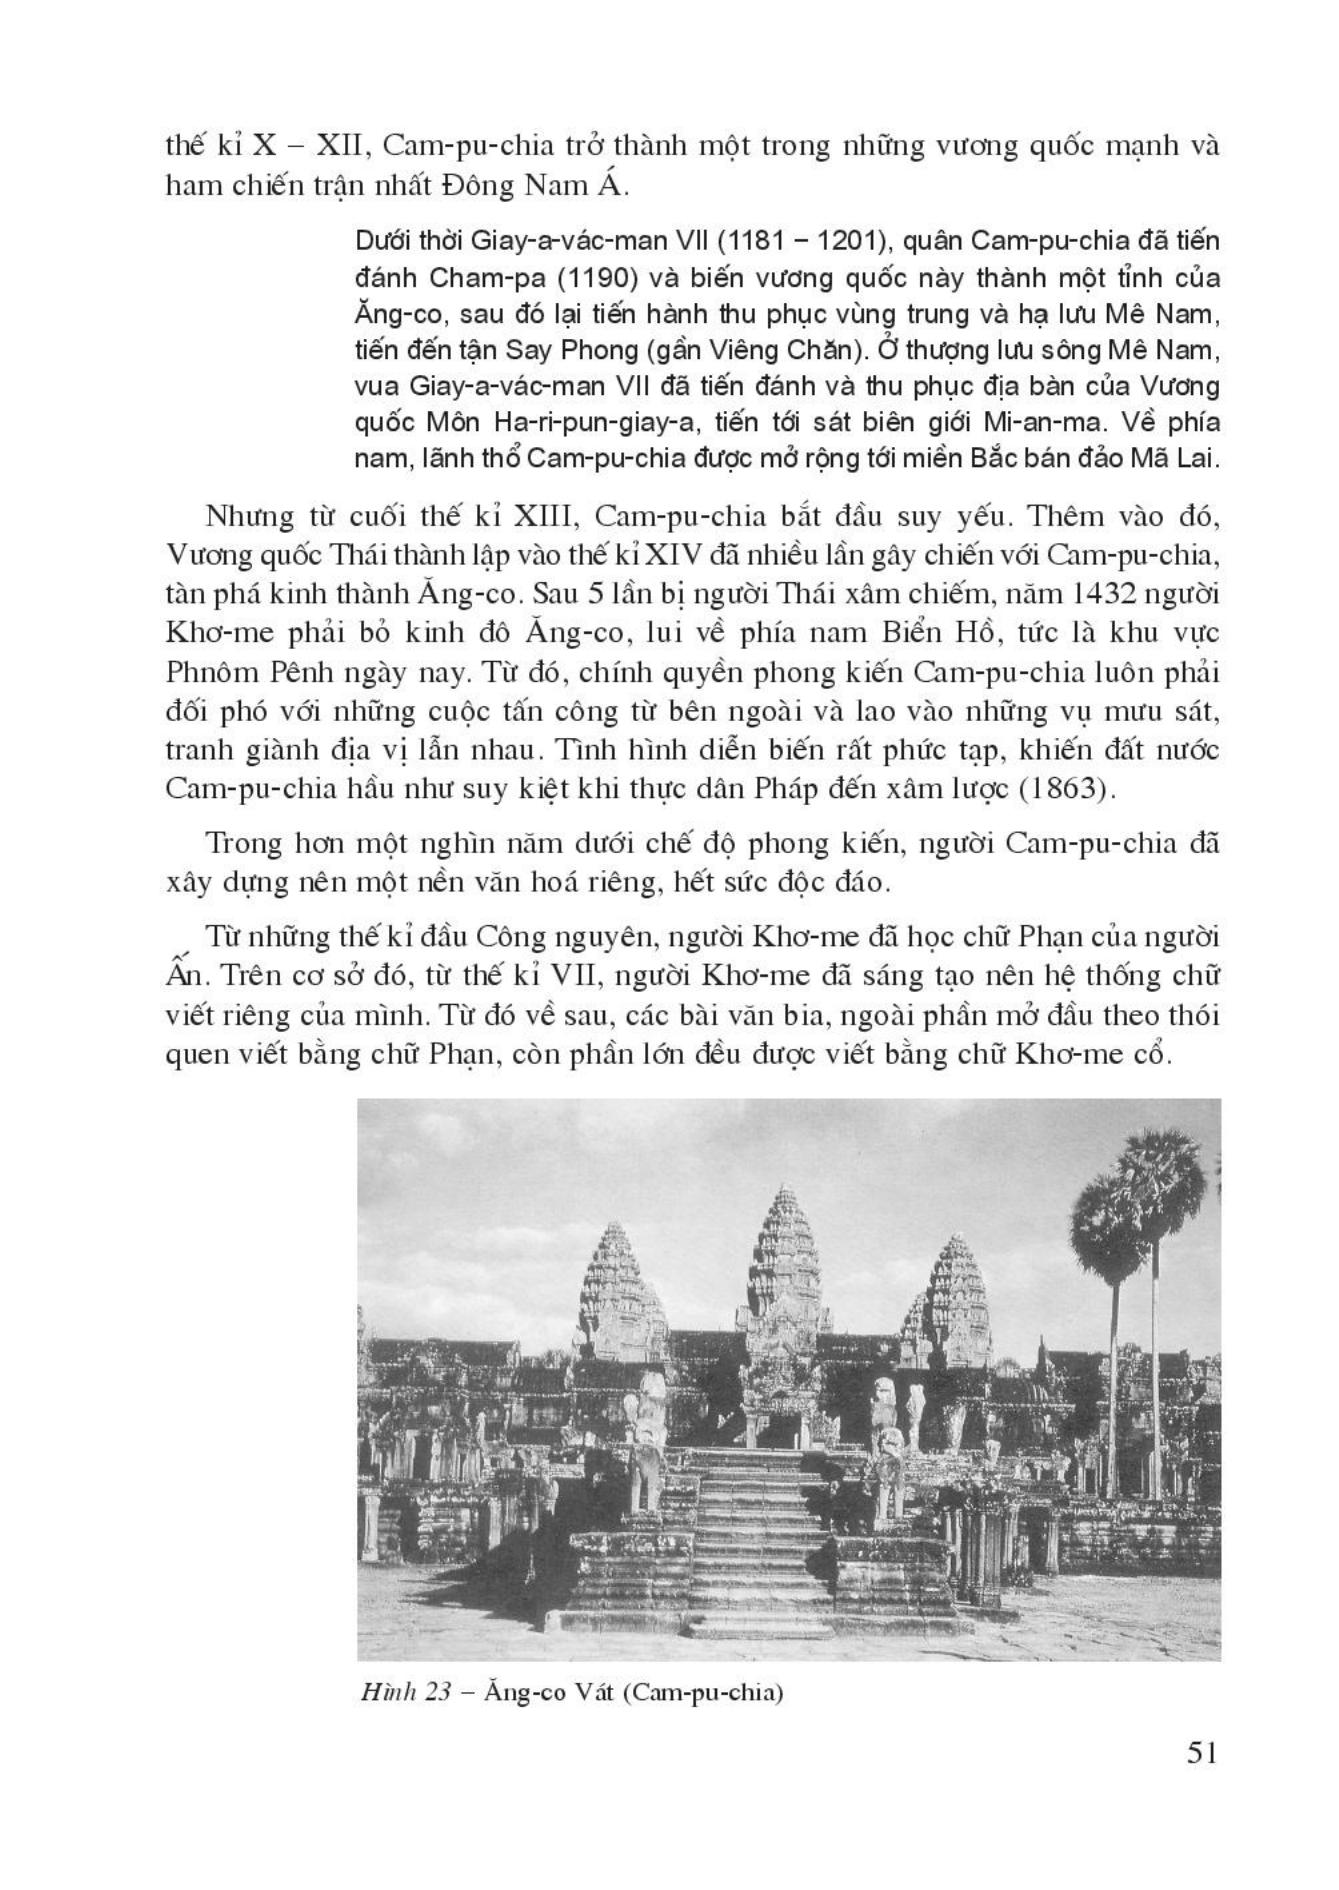 thế kỉ X – XII, Cam-pu-chia trở thành một trong những vương quốc mạnh và
ham chiến trận nhất Đông Nam Á.
Dưới thời Giay-a-vác-man VII (1181 – 1201), quân Cam-pu-chia đã tiến
đánh Cham-pa (1190) và biến vương quốc này thành một tỉnh của
Ăng-co, sau đó lại tiến hành thu phục vùng trung và hạ lưu Mê Nam,
tiến đến tận Say Phong (gần Viêng Chăn). Ở thượng lưu sông Mê Nam,
vua Giay-a-vác-man VII đã tiến đánh và thu phục địa bàn của Vương
quốc Môn Ha-ri-pun-giay-a, tiến tới sát biên giới Mi-an-ma. Về phía
nam, lãnh thổ Cam-pu-chia được mở rộng tới miền Bắc bán đảo Mã Lai.
Nhưng từ cuối thế kỉ XIII, Cam-pu-chia bắt đầu suy yếu. Thêm vào đó,
Vương quốc Thái thành lập vào thế kỉ XIV đã nhiều lần gây chiến với Cam-pu-chia,
tàn phá kinh thành Ăng-co. Sau 5 lần bị người Thái xâm chiếm, năm 1432 người
Khơ-me phải bỏ kinh đô Ăng-co, lui về phía nam Biển Hồ, tức là khu vực
Phnôm Pênh ngày nay. Từ đó, chính quyền phong kiến Cam-pu-chia luôn phải
đối phó với những cuộc tấn công từ bên ngoài và lao vào những vụ mưu sát,
tranh giành địa vị lẫn nhau. Tình hình diễn biến rất phức tạp, khiến đất nước
Cam-pu-chia hầu như suy kiệt khi thực dân Pháp đến xâm lược (1863).
Trong hơn một nghìn năm dưới chế độ phong kiến, người Cam-pu-chia đã
xây dựng nên một nền văn hoá riêng, hết sức độc đáo.
Từ những thế kỉ đầu Công nguyên, người Khơ-me đã học chữ Phạn của người
Ấn. Trên cơ sở đó, từ thế kỉ VII, người Khơ-me đã sáng tạo nên hệ thống chữ
viết riêng của mình. Từ đó về sau, các bài văn bia, ngoài phần mở đầu theo thói
quen viết bằng chữ Phạn, còn phần lớn đều được viết bằng chữ Khơ-me cổ.
Hình 23 – Ăng-co Vát (Cam-pu-chia)
51